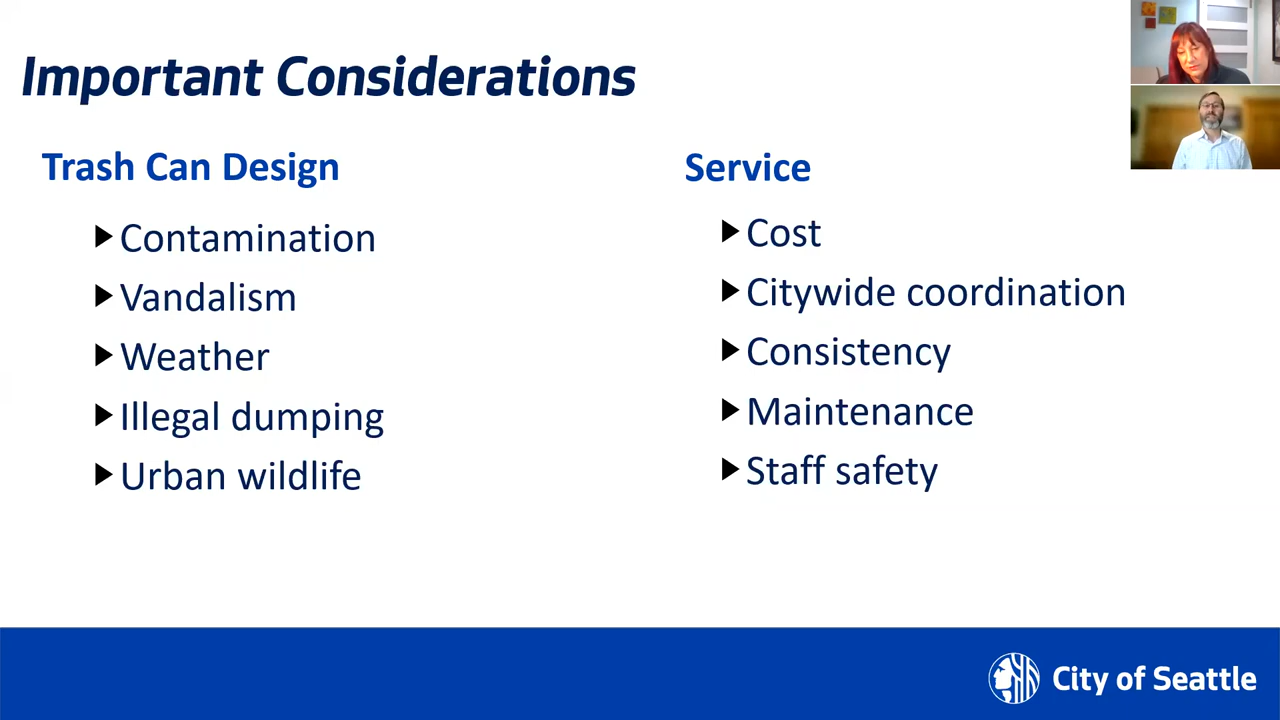 Important Considerations
Trash Can Design
Contamination
Vandalism
Weather
Illegal dumping
Urban wildlife
Service
Cost
Citywide coordination
Consistency
Maintenance
Staff safety
City of Seattle